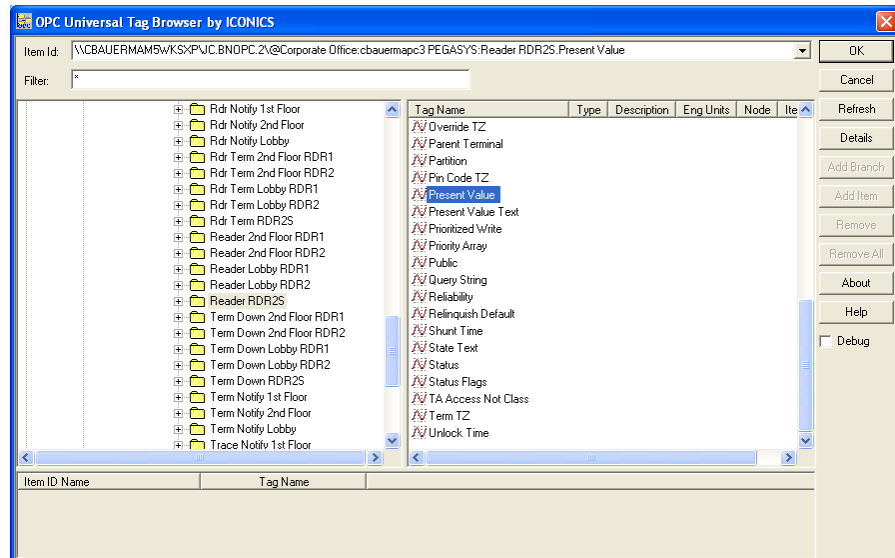 OPC Universal Tag Browser by ICONICS
Item Id: \\CBAUERMAM5WKSXP\JC.BNOPC.2\@Corporate Office:cbauermapc3 PEGASYS:Reader RDR2S.Present Value
OK
Filter: *
Cancel
Rdr Notify 1st Floor
Rdr Notify 2nd Floor
Rdr Notify Lobby
Rdr Term 2nd Floor RDR1
Rdr Term 2nd Floor RDR2
Rdr Term Lobby RDR1
Rdr Term Lobby RDR2
Rdr Term RDR2S
Reader 2nd Floor RDR1
Reader 2nd Floor RDR2
Reader Lobby RDR1
Reader Lobby RDR2
Reader RDR2S
Term Down 2nd Floor RDR1
Term Down 2nd Floor RDR2
Term Down Lobby RDR1
Term Down Lobby RDR2
Term Down RDR2S
Term Notify 1st Floor
Term Notify 2nd Floor
Term Notify Lobby
Trace Notify 1st Floor
Tag Name Type Description Eng Units Node Ite
Override TZ
Parent Terminal
Partition
Pin Code TZ
Present Value
Present Value Text
Prioritized Write
Priority Array
Public
Query String
Reliability
Relinquish Default
Shunt Time
State Text
Status
Status Flags
TA Access Not Class
Term TZ
Unlock Time
Refresh
Details
Add Branch
Add Item
Remove
Remove All
About
Help
Debug
Item ID Name Tag Name